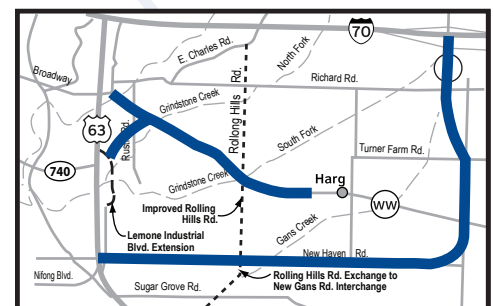 70
E. Charles Rd.
North Fork
Broadway
Richard Rd.
Rollong Hills Rd.
Grindstone Creek
63
South Fork
Turner Farm Rd.
740
Grindstone Creek
Harg
WW
Improved Rolling
Hills Rd.
Gans Creek
Lemone Industrial
Blvd. Extension
New Haven Rd.
Nifong Blvd.
Rolling Hills Rd. Exchange to
New Gans Rd. Interchange
Sugar Grove Rd.